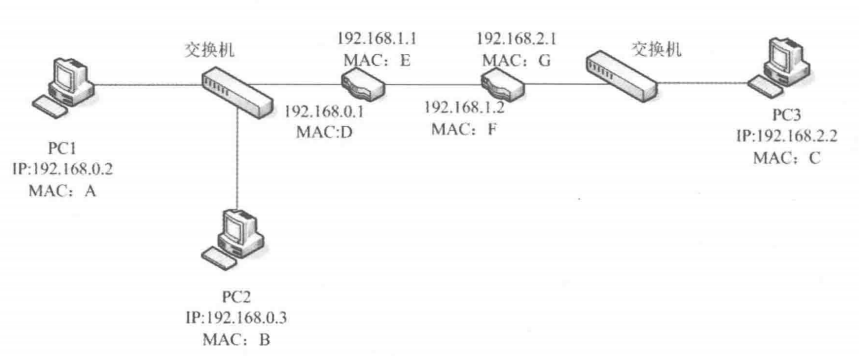 交换机
192.168.1.1
MAC：E
192.168.2.1
MAC：G
交换机
192.168.0.1
MAC:D
192.168.1.2
MAC：F
PC1
IP:192.168.0.2
MAC：A
PC3
IP:192.168.2.2
MAC：C
PC2
IP:192.168.0.3
MAC：B